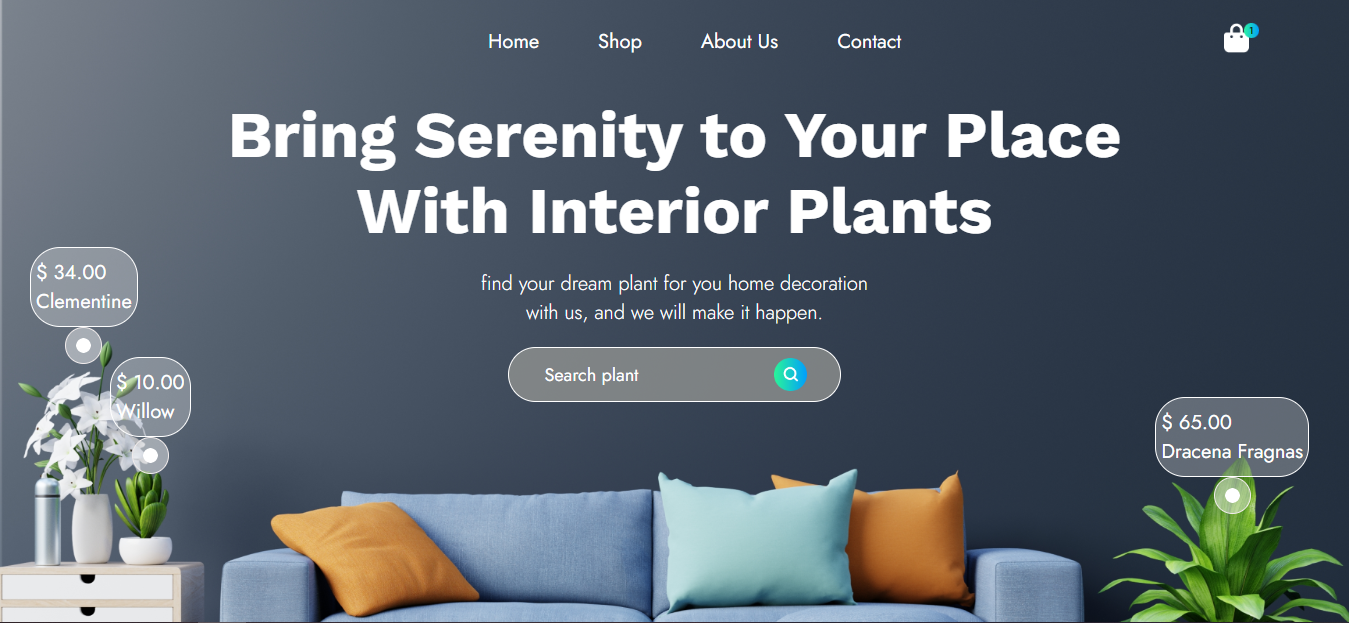 Home Shop About Us Contact
1
Bring Serenity to Your Place
With Interior Plants
find your dream plant for you home decoration
with us, and we will make it happen.
Search plant
$ 34.00
Clementine
$ 10.00
Willow
$ 65.00
Dracena Fragnas